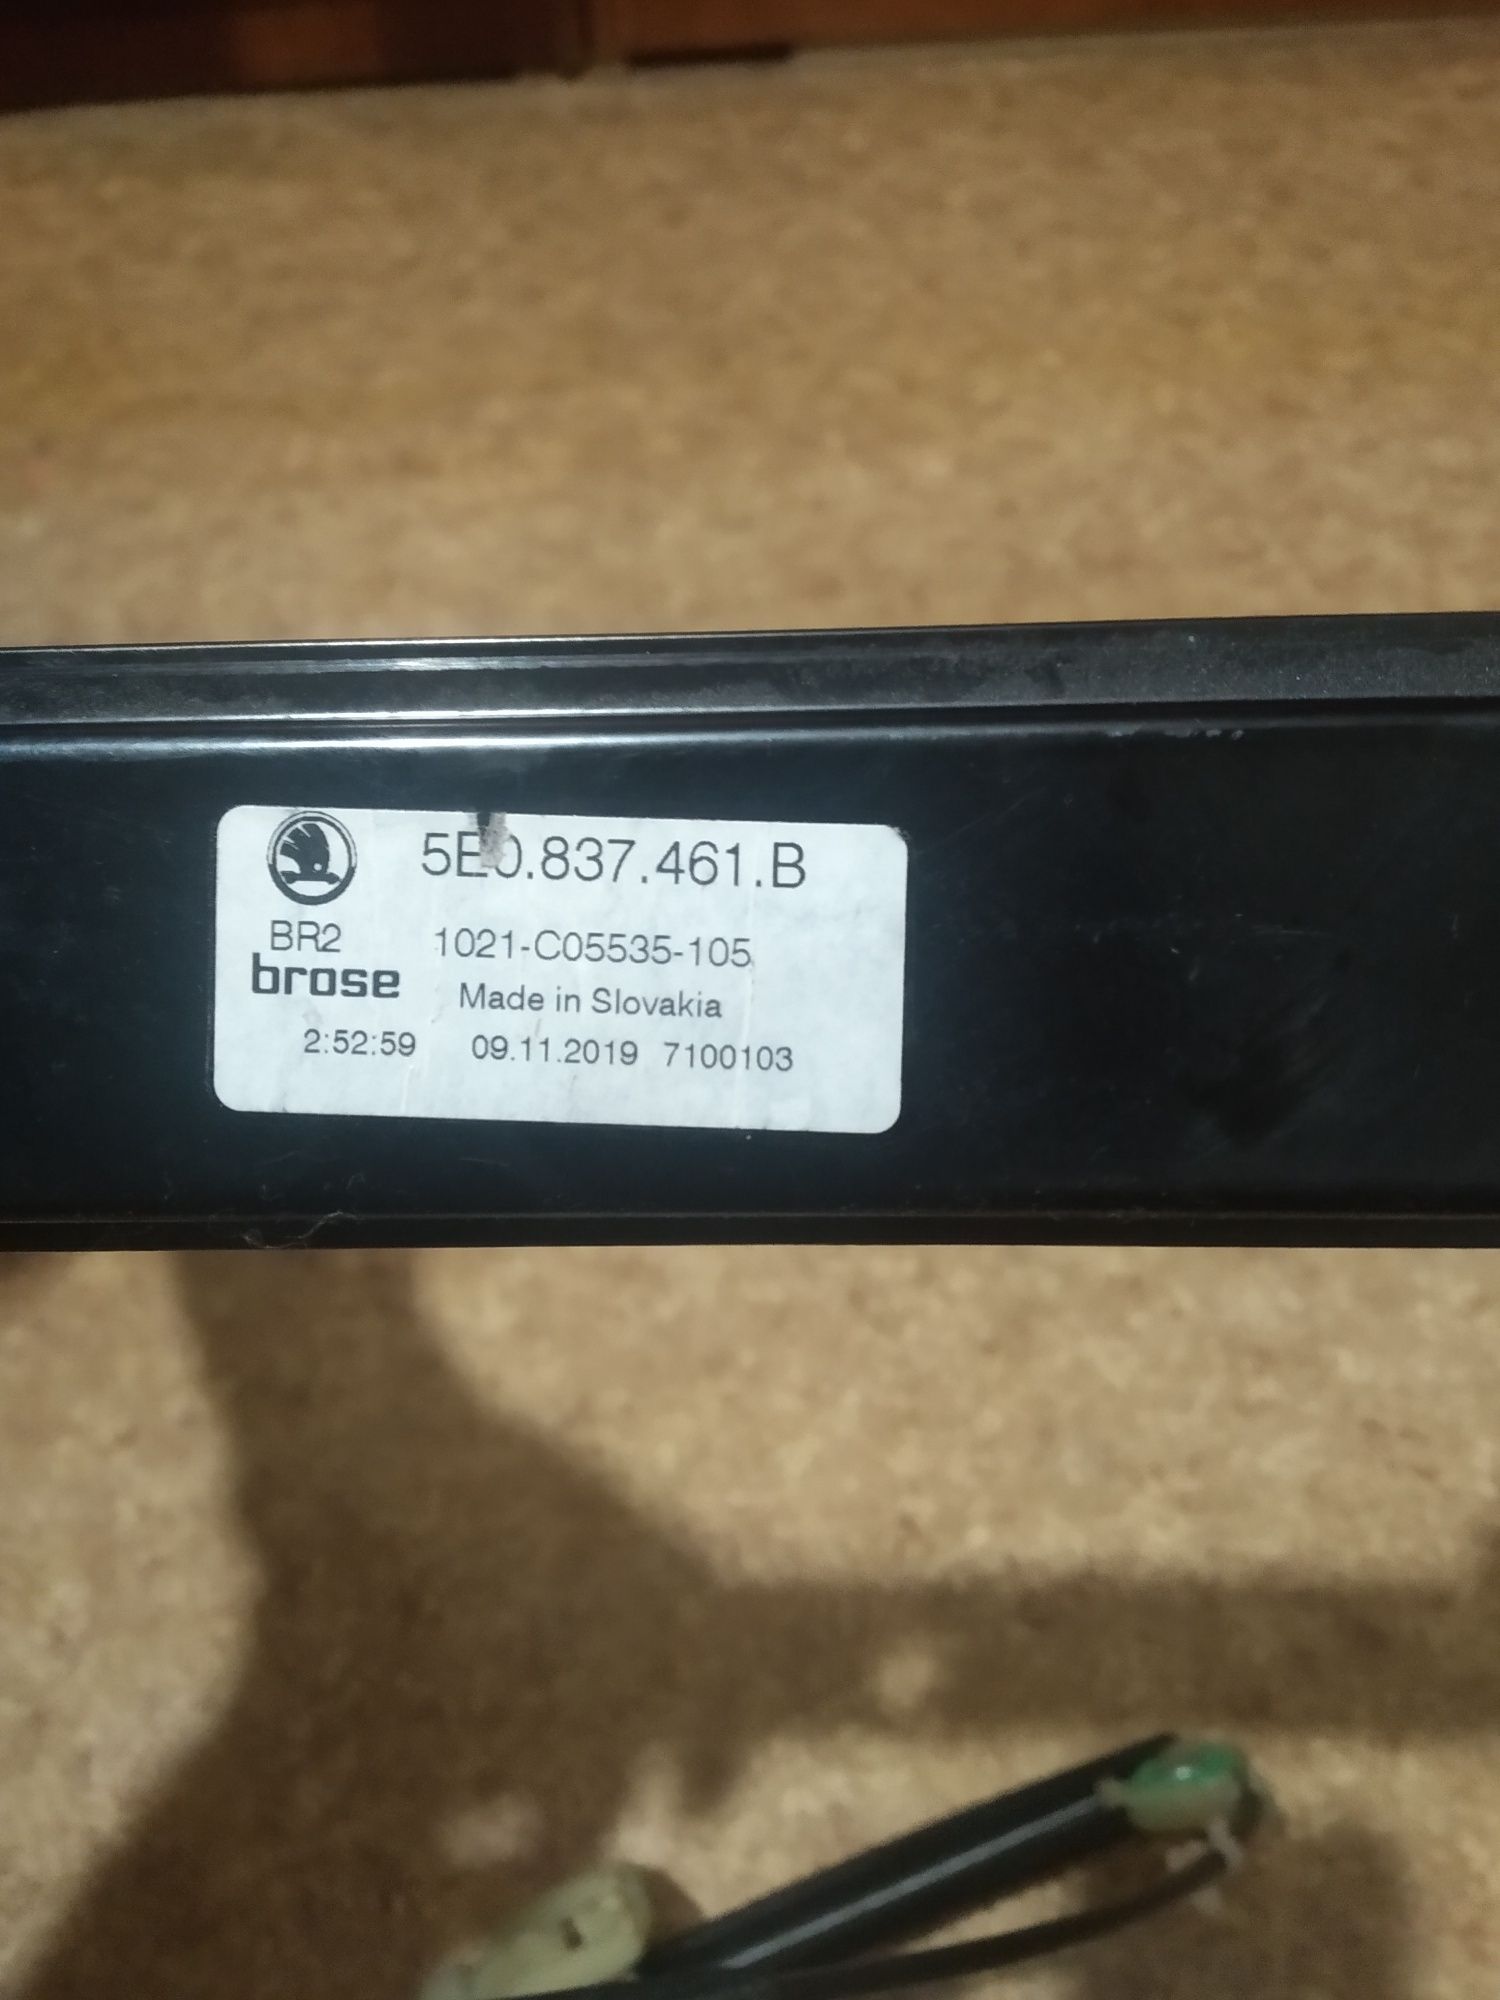 5E0.837.461.B
BR2
1021-C05535-105
brose
Made in Slovakia
2:52:59 09.11.2019 7100103